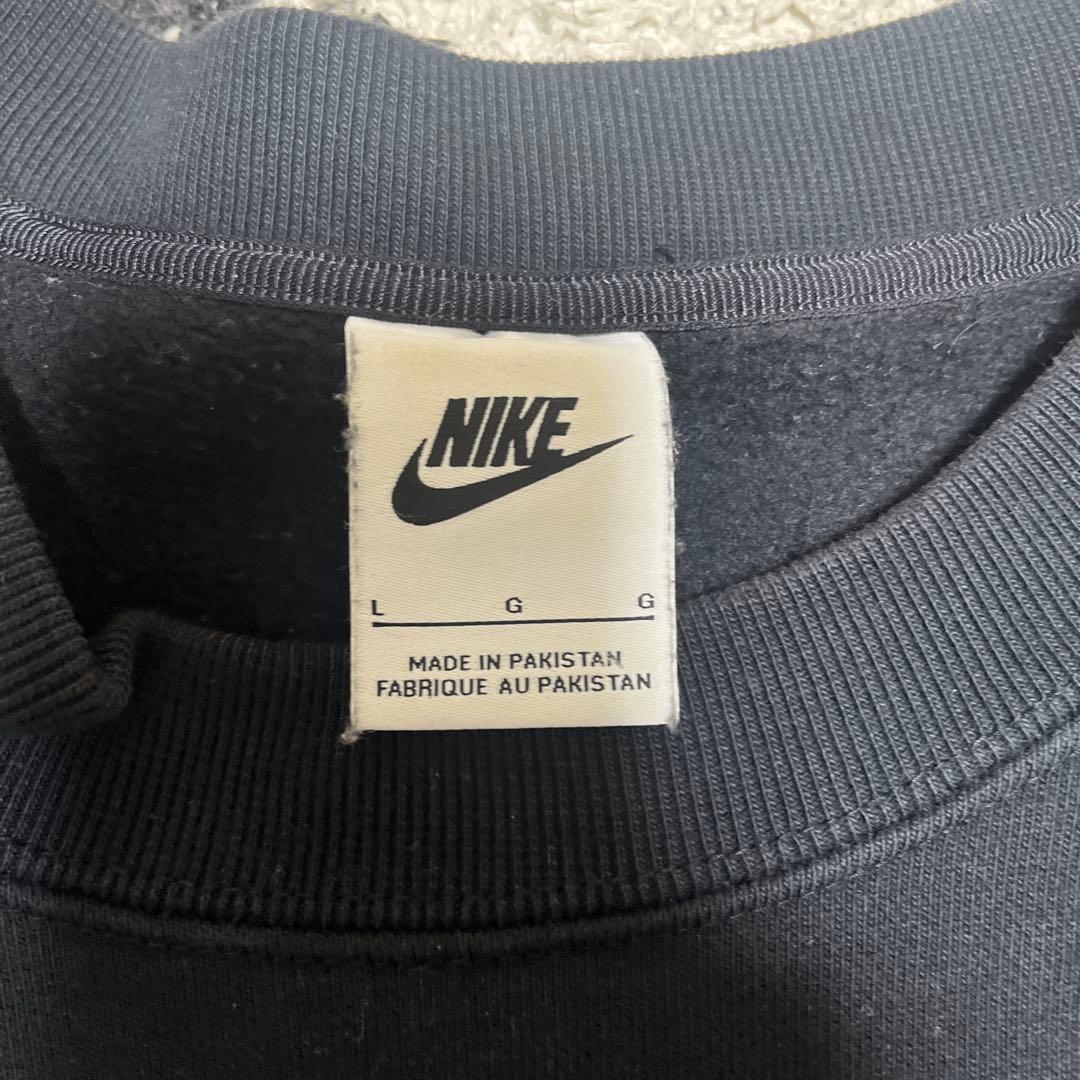 NIKE
L G G
MADE IN PAKISTAN
FABRIQUE AU PAKISTAN